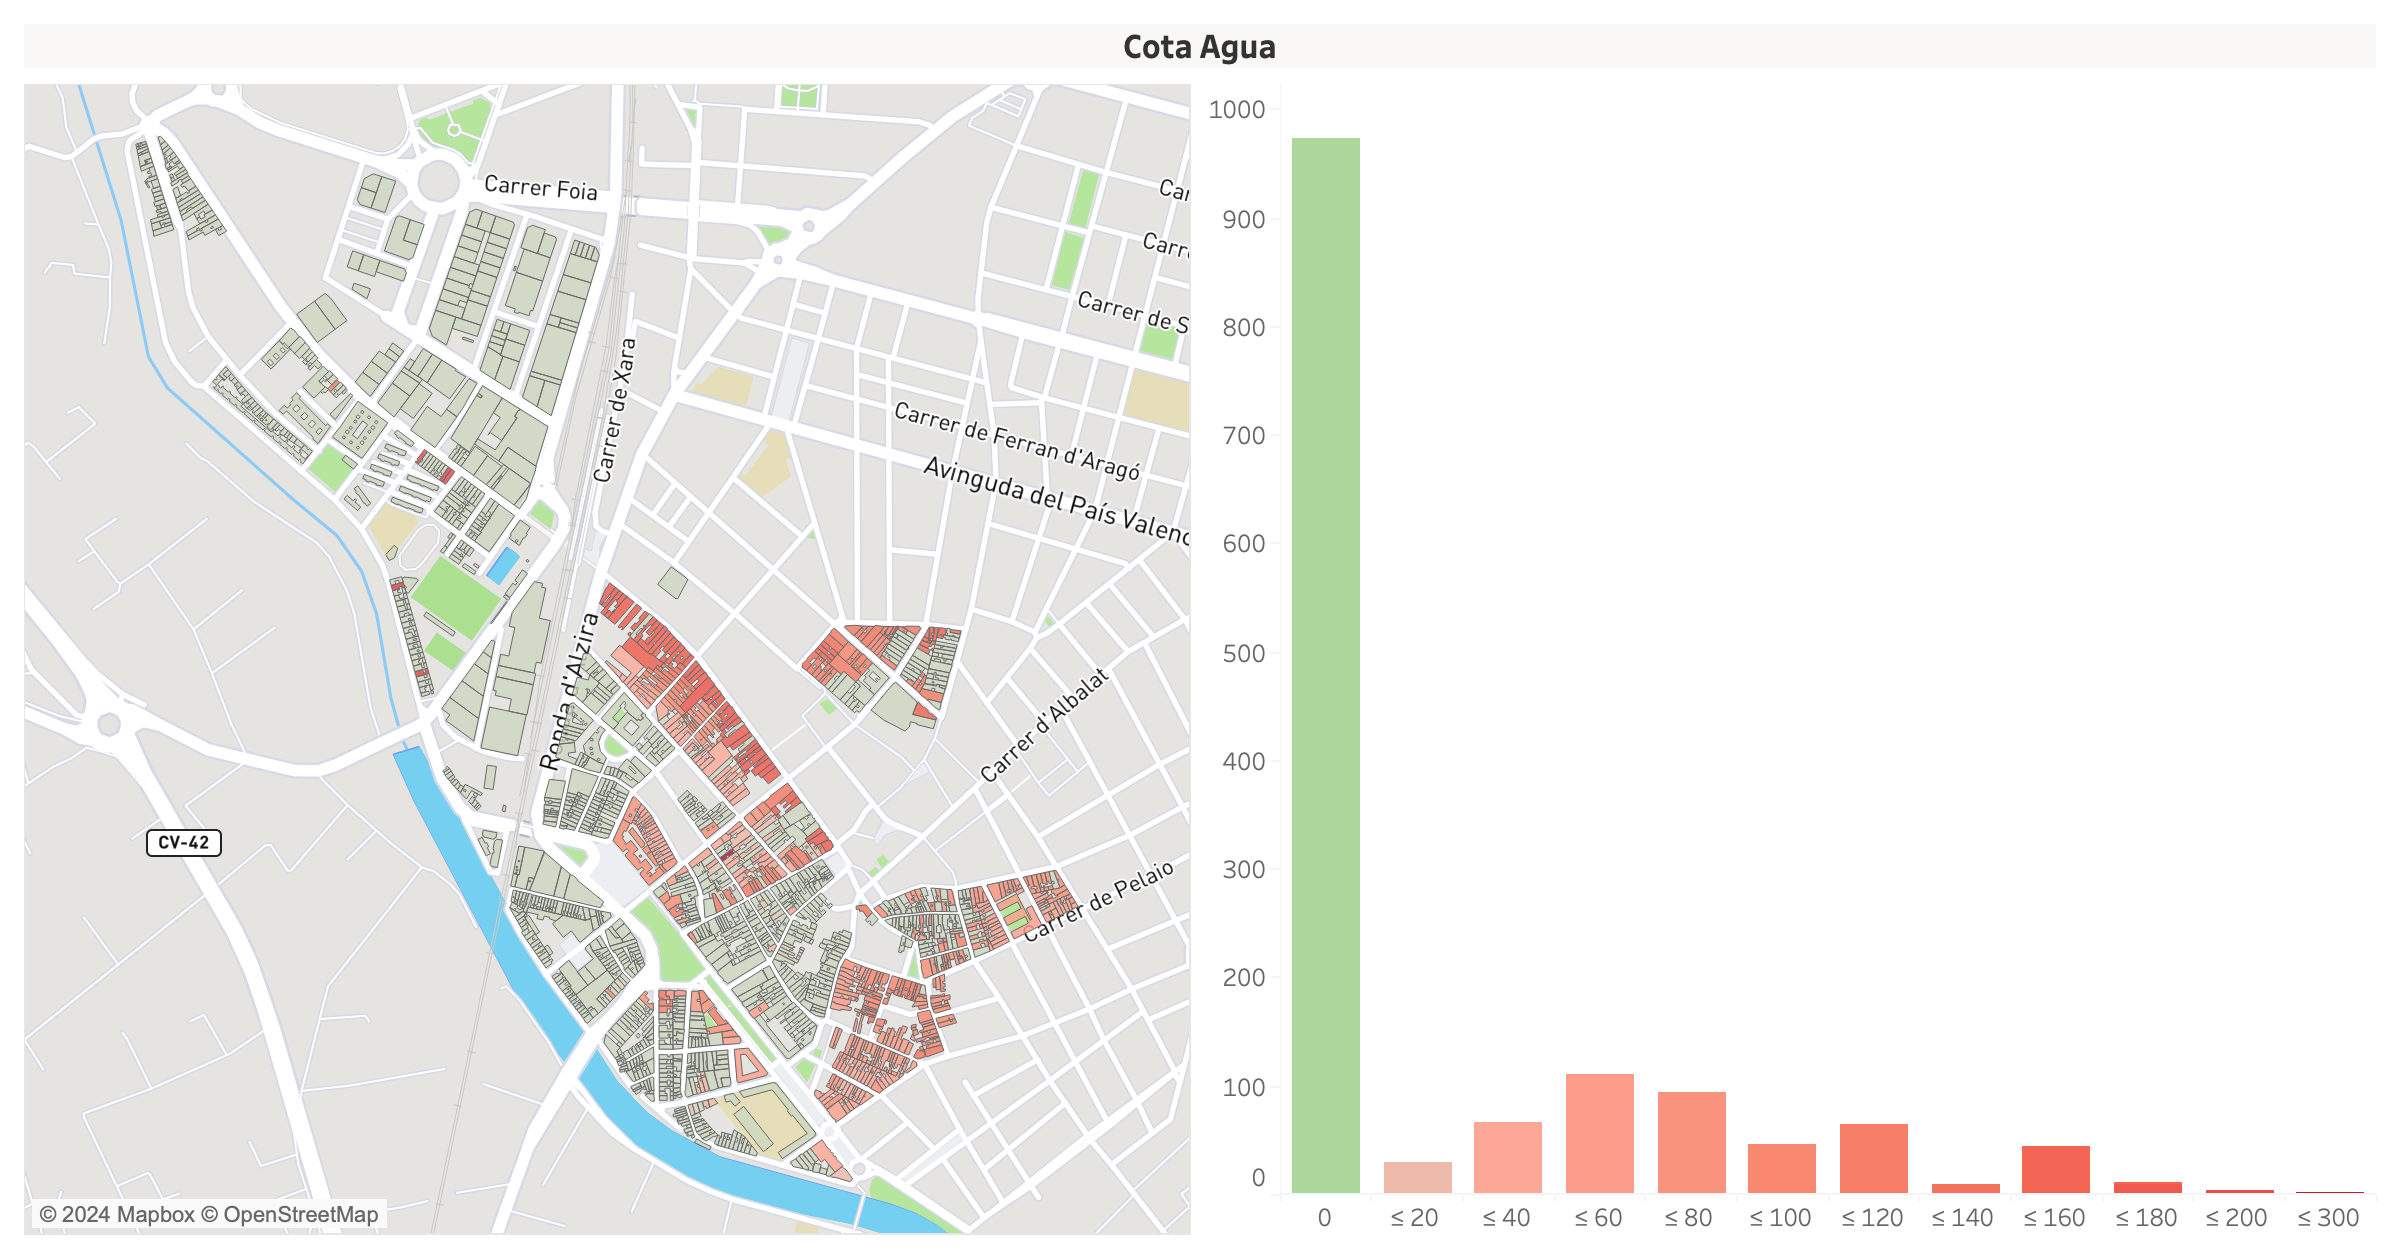 Cota Agua
Carrer Foia
Carrer de Xara
Carrer de S
Carrer de Ferran d'Aragó
Avinguda del País Valenc
Ronda d'Alzira
Carrer d'Albalat
Carrer de Pelaio
CV-42
© 2024 Mapbox © OpenStreetMap
1000
900
800
700
600
500
400
300
200
100
0
0 ≤ 20 ≤ 40 ≤ 60 ≤ 80 ≤ 100 ≤ 120 ≤ 140 ≤ 160 ≤ 180 ≤ 200 ≤ 300